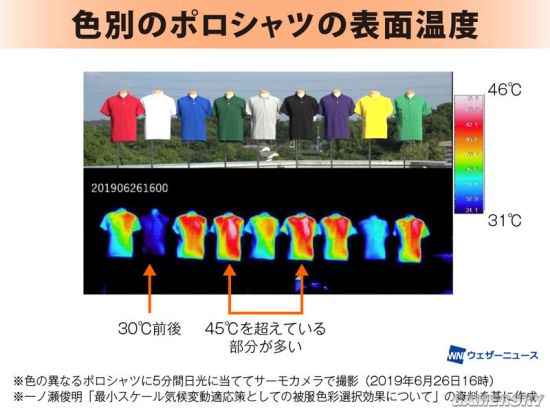 色別のポロシャツの表面温度
46℃
201906261600
31℃
30℃前後
45℃を超えている
部分が多い
WN ウェザーニュース
※色の異なるポロシャツに5分間日光に当ててサーモカメラで撮影（2019年6月26日16時）
※一ノ瀬俊明「最小スケール気候変動適応策としての被服色彩選択効果について」の資料を基に作成
GAMERSKY